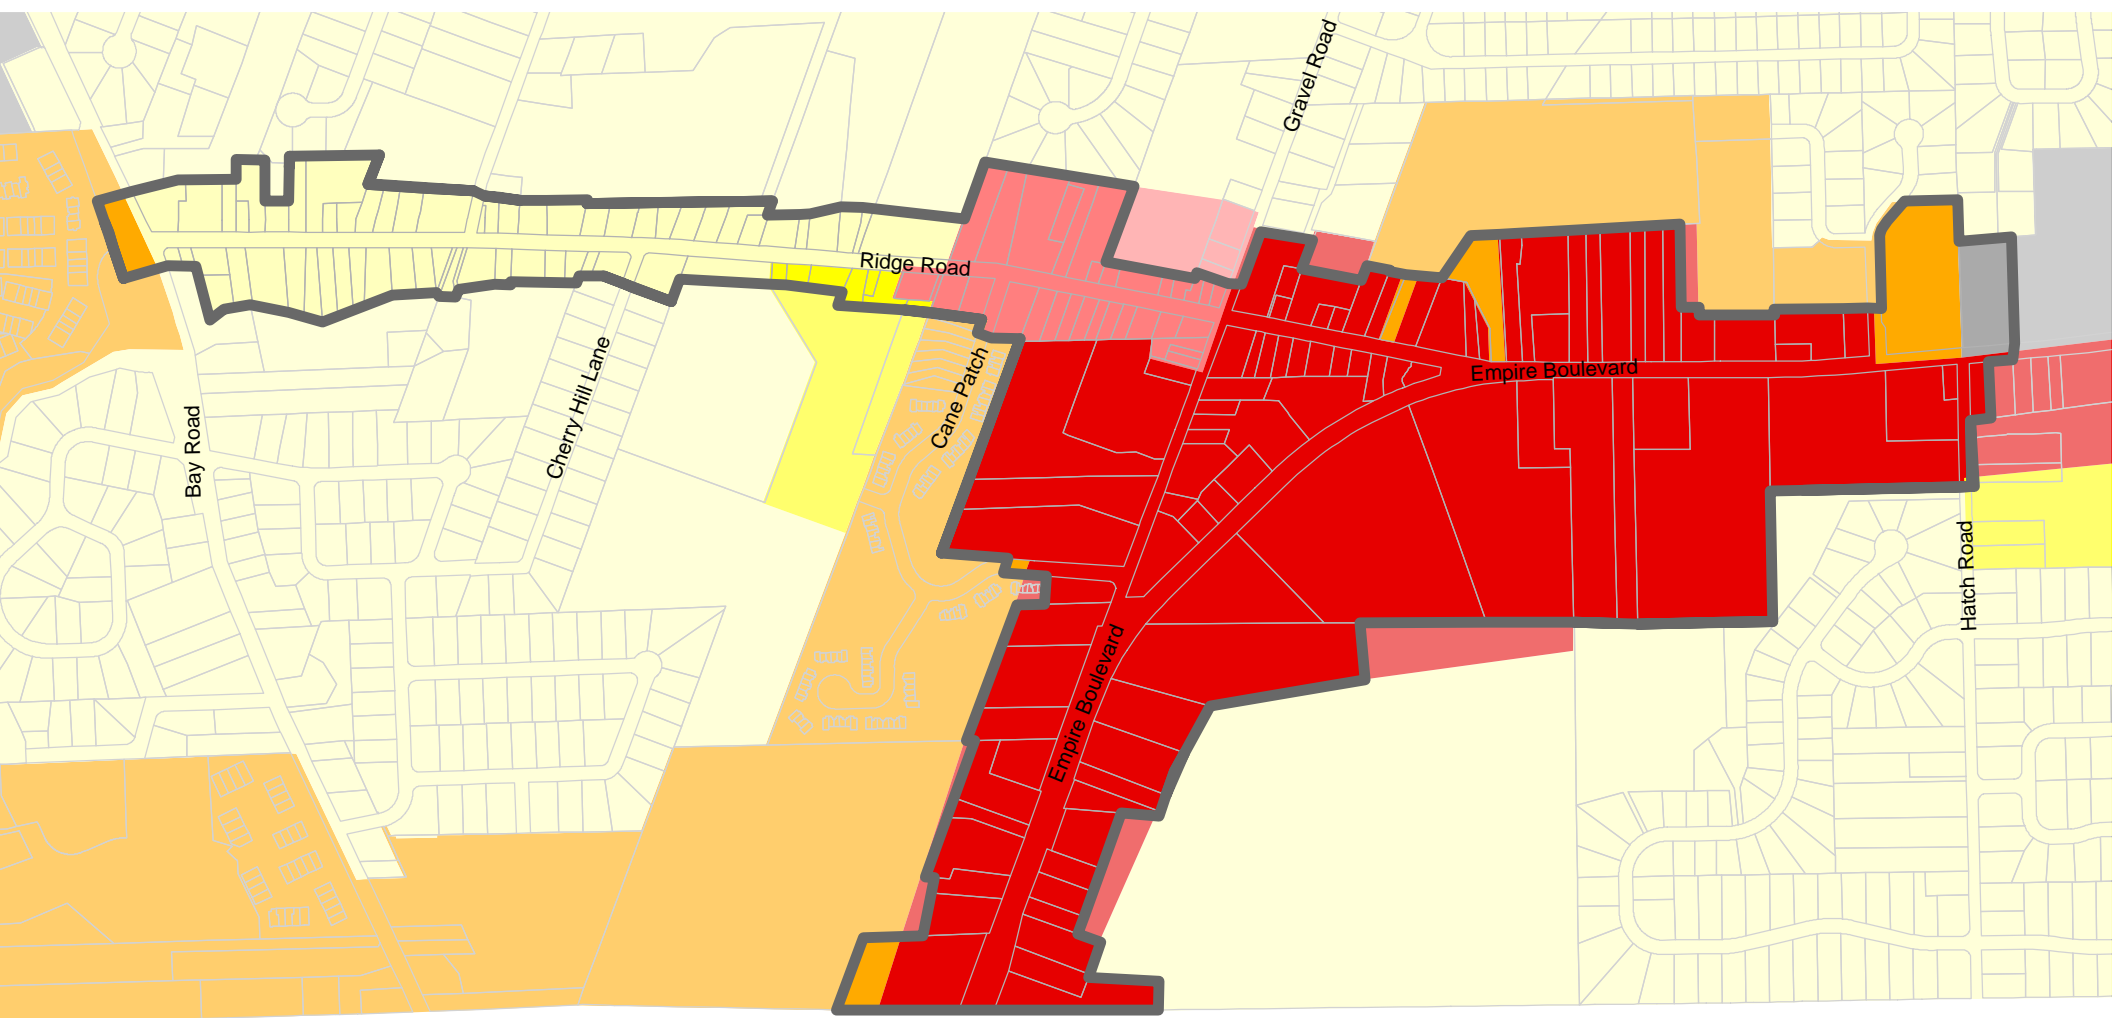 Gravel Road
Ridge Road
Cane Patch
Cherry Hill Lane
Bay Road
Empire Boulevard
Hatch Road
Empire Boulevard